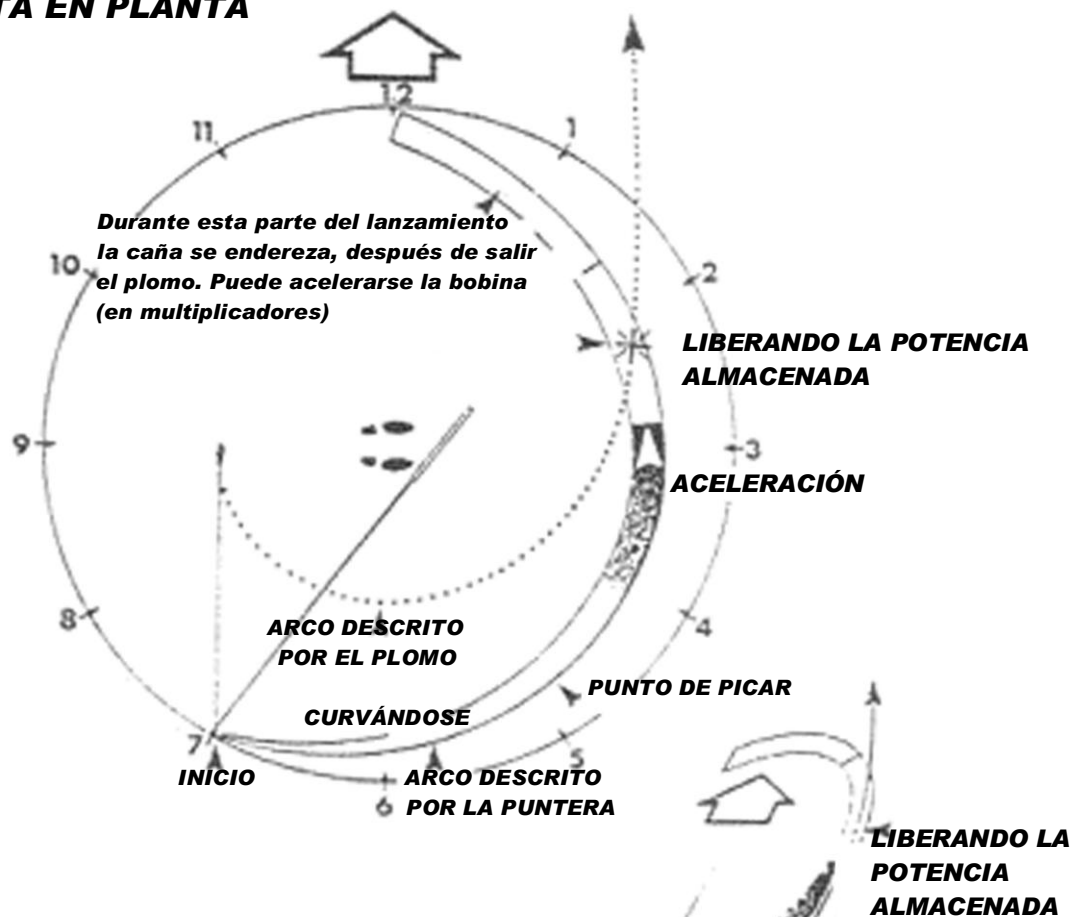 TA EN PLANTA
12
11
1
Durante esta parte del lanzamiento
la caña se endereza, después de salir
el plomo. Puede acelerarse la bobina
(en multiplicadores)
10
2
LIBERANDO LA POTENCIA
ALMACENADA
9
3
ACELERACIÓN
8
4
ARCO DESCRITO
POR EL PLOMO
PUNTO DE PICAR
CURVÁNDOSE
7
5
INICIO
ARCO DESCRITO
6
POR LA PUNTERA
LIBERANDO LA
POTENCIA
ALMACENADA